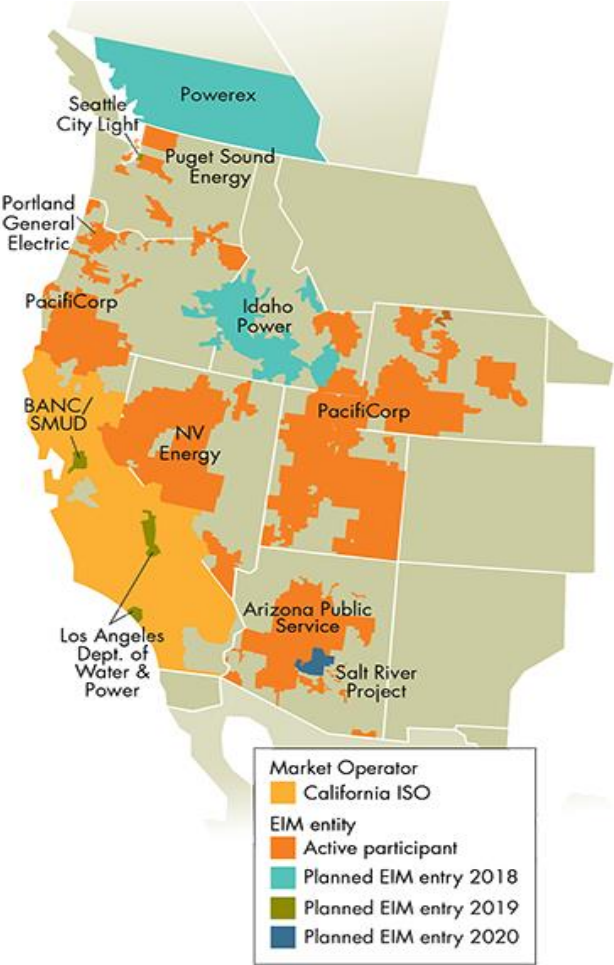 Powerex
Seattle
City Light
Puget Sound
Energy
Portland
General
Electric
PacifiCorp
Idaho
Power
PacifiCorp
BANC/
SMUD
NV
Energy
Arizona Public
Service
Los Angeles
Dept. of
Water &
Power
Salt River
Project
Market Operator
California ISO
EIM entity
Active participant
Planned EIM entry 2018
Planned EIM entry 2019
Planned EIM entry 2020